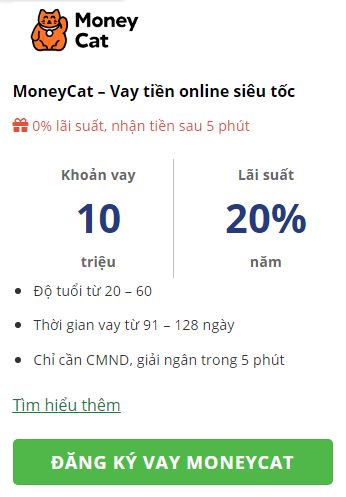 Money
Cat
MoneyCat – Vay tiền online siêu tốc
0% lãi suất, nhận tiền sau 5 phút
Khoản vay
10
triệu
Lãi suất
20%
năm
Độ tuổi từ 20 – 60
Thời gian vay từ 91 – 128 ngày
Chỉ cần CMND, giải ngân trong 5 phút
Tìm hiểu thêm
ĐĂNG KÝ VAY MONEYCAT